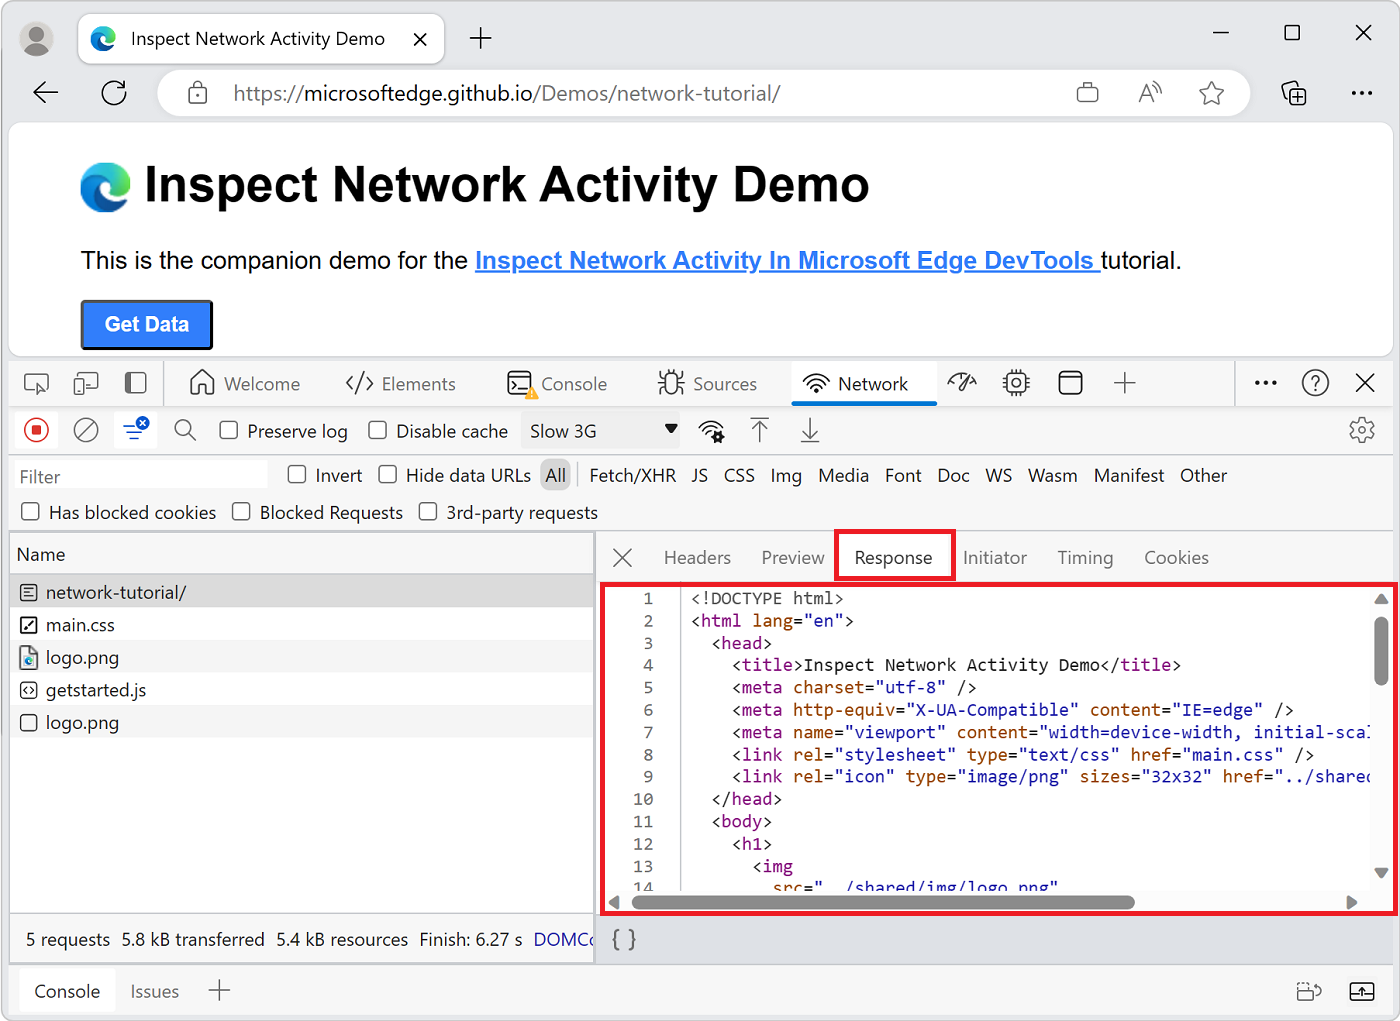 Inspect Network Activity Demo
https://microsoftedge.github.io/Demos/network-tutorial/
Inspect Network Activity Demo
This is the companion demo for the Inspect Network Activity In Microsoft Edge DevTools tutorial.
Get Data
Welcome </> Elements Console Sources Network
Preserve log Disable cache Slow 3G
Filter Invert Hide data URLs All Fetch/XHR JS CSS Img Media Font Doc WS Wasm Manifest Other
Has blocked cookies Blocked Requests 3rd-party requests
Name
network-tutorial/
main.css
logo.png
getstarted.js
logo.png
5 requests 5.8 kB transferred 5.4 kB resources Finish: 6.27 s DOMCo
Headers Preview Response Initiator Timing Cookies
1 <!DOCTYPE html>
2 <html lang="en">
3 <head>
4 <title>Inspect Network Activity Demo</title>
5 <meta charset="utf-8" />
6 <meta http-equiv="X-UA-Compatible" content="IE=edge" />
7 <meta name="viewport" content="width=device-width, initial-scal
8 <link rel="stylesheet" type="text/css" href="main.css" />
9 <link rel="icon" type="image/png" sizes="32x32" href="../shared
10 </head>
11 <body>
12 <h1>
13 <img
14 src="../shared/img/logo.png"
{ }
Console Issues